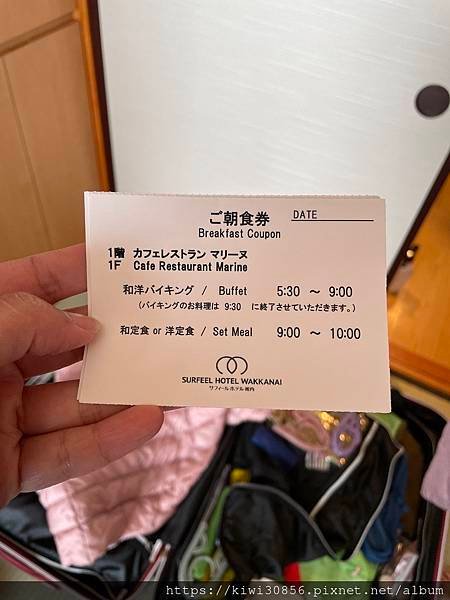 ご朝食券
DATE
Breakfast Coupon
1階 カフェレストラン マリーヌ
1F Cafe Restaurant Marine
和洋バイキング / Buffet 5:30 ～ 9:00
（バイキングのお料理は 9:30 に終了させていただきます。）
和定食 or 洋定食 / Set Meal 9:00 ～ 10:00
SURFEEL HOTEL WAKKANAI
サフィールホテル稚内
https://kiwi30856.pixnet.net/album